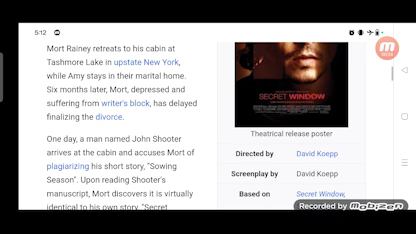 5:12
Mort Rainey retreats to his cabin at
Tashmore Lake in upstate New York,
while Amy stays in their marital home.
Six months later, Mort, depressed and
suffering from writer's block, has delayed
finalizing the divorce.
One day, a man named John Shooter
arrives at the cabin and accuses Mort of
plagiarizing his short story, "Sowing
Season". Upon reading Shooter's
manuscript, Mort discovers it is virtually
identical to his own story, "Secret
SECRET WINDOW
Theatrical release poster
Directed by David Koepp
Screenplay by David Koepp
Based on Secret Window,
Recorded by Mobizen